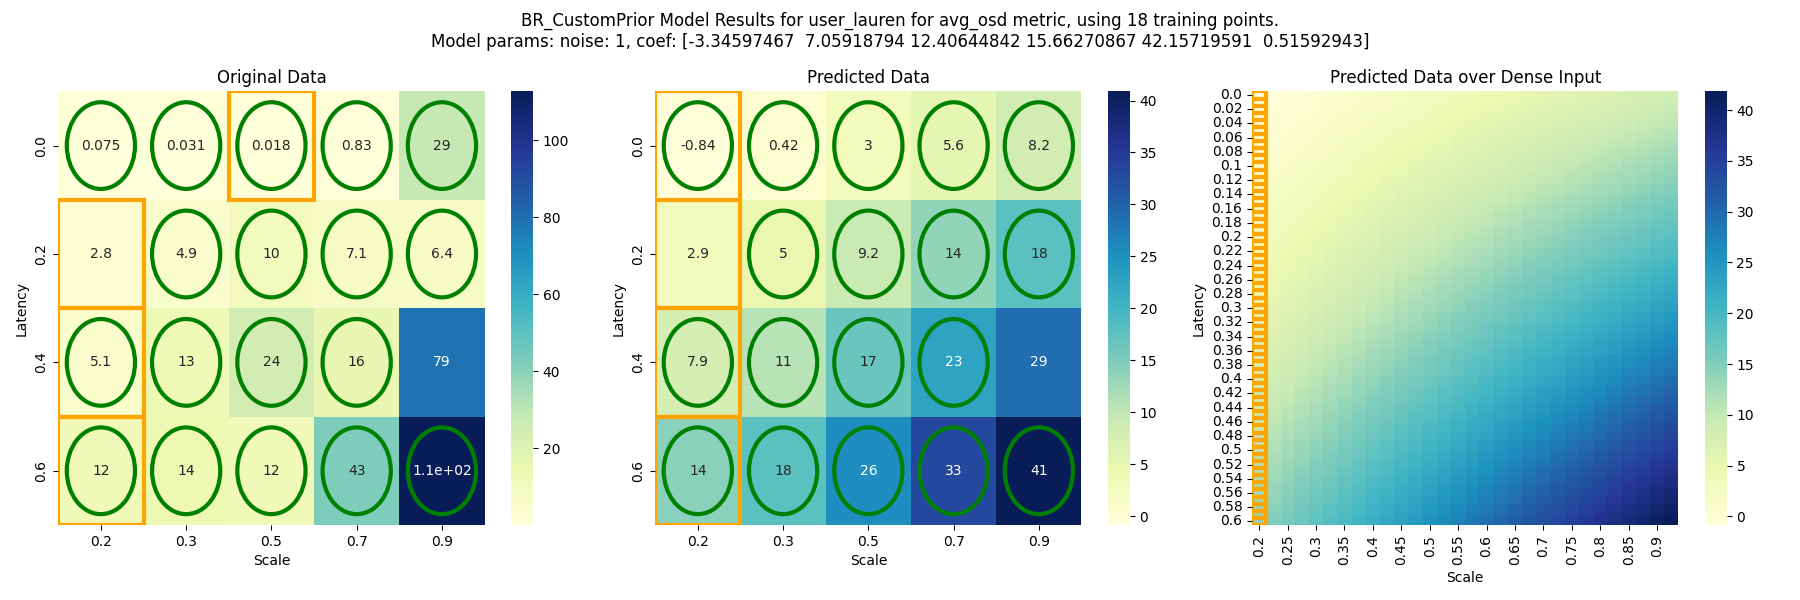 BR_CustomPrior Model Results for user_lauren for avg_osd metric, using 18 training points.
Model params: noise: 1, coef: [-3.34597467  7.05918794 12.40644842 15.66270867 42.15719591  0.51592943]
Original Data
0.0 0.075 0.031 0.018 0.83 29
0.2 2.8 4.9 10 7.1 6.4
0.4 5.1 13 24 16 79
0.6 12 14 12 43 1.1e+02
0.2 0.3 0.5 0.7 0.9
Scale
Latency
100
80
60
40
20
Predicted Data
0.0 -0.84 0.42 3 5.6 8.2
0.2 2.9 5 9.2 14 18
0.4 7.9 11 17 23 29
0.6 14 18 26 33 41
0.2 0.3 0.5 0.7 0.9
Scale
Latency
40
35
30
25
20
15
10
5
0
Predicted Data over Dense Input
0.0
0.02
0.04
0.06
0.08
0.1
0.12
0.14
0.16
0.18
0.2
0.22
0.24
0.26
0.28
0.3
0.32
0.34
0.36
0.38
0.4
0.42
0.44
0.46
0.48
0.5
0.52
0.54
0.56
0.58
0.6
0.2 0.25 0.3 0.35 0.4 0.45 0.5 0.55 0.6 0.65 0.7 0.75 0.8 0.85 0.9
Scale
Latency
40
35
30
25
20
15
10
5
0